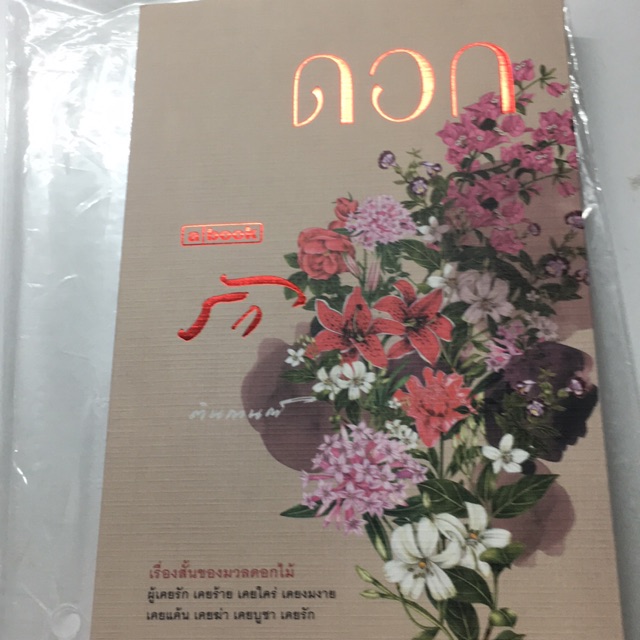 ดอก
a book
รัก
เรื่องสั้นของมวลดอกไม้
ผู้เคยรัก เคยร้าย เคยใคร่ เคยงมงาย
เคยแค้น เคยฆ่า เคยบูชา เคยรัก